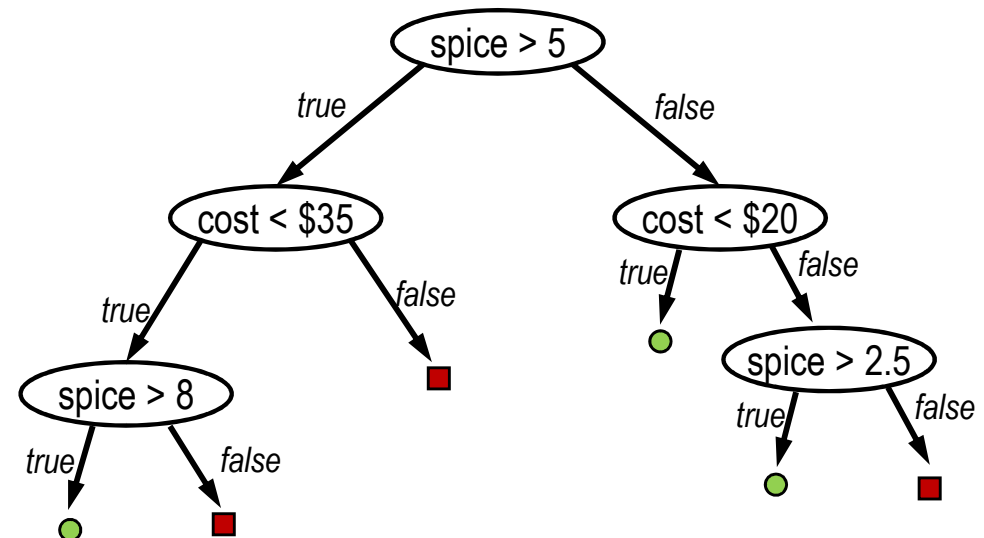 spice > 5
true
false
cost < $35
cost < $20
true
false
true
false
spice > 8
spice > 2.5
true
false
true
false